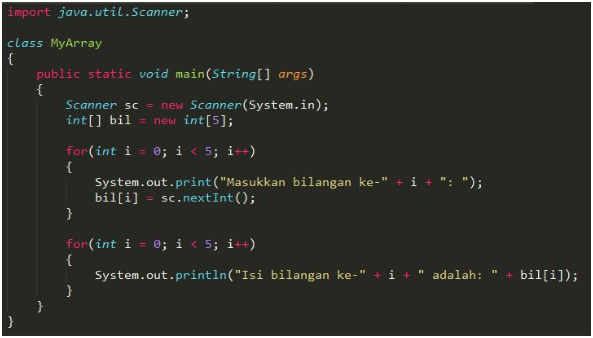 import java.util.Scanner;
class MyArray
{
public static void main(String[] args)
{
Scanner sc = new Scanner(System.in);
int[] bil = new int[5];
for(int i = 0; i < 5; i++)
{
System.out.print("Masukkan bilangan ke-" + i + ": ");
bil[i] = sc.nextInt();
}
for(int i = 0; i < 5; i++)
{
System.out.println("Isi bilangan ke-" + i + " adalah: " + bil[i]);
}
}
}